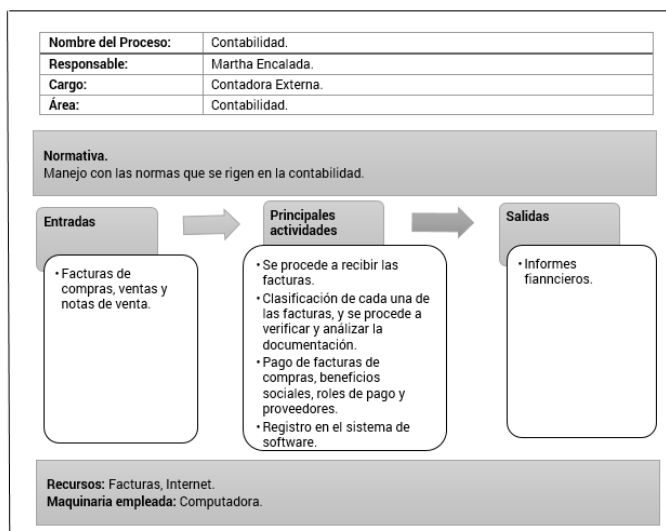 Nombre del Proceso: Contabilidad.
Responsable: Martha Encalada.
Cargo: Contadora Externa.
Área: Contabilidad.
Normativa.
Manejo con las normas que se rigen en la contabilidad.
Entradas
• Facturas de
compras, ventas y
notas de venta.
Principales
actividades
• Se procede a recibir las
facturas.
• Clasificación de cada una de
las facturas, y se procede a
verificar y análizar la
documentación.
• Pago de facturas de
compras, beneficios
sociales, roles de pago y
proveedores.
• Registro en el sistema de
software.
Salidas
• Informes
fianncieros.
Recursos: Facturas, Internet.
Maquinaria empleada: Computadora.